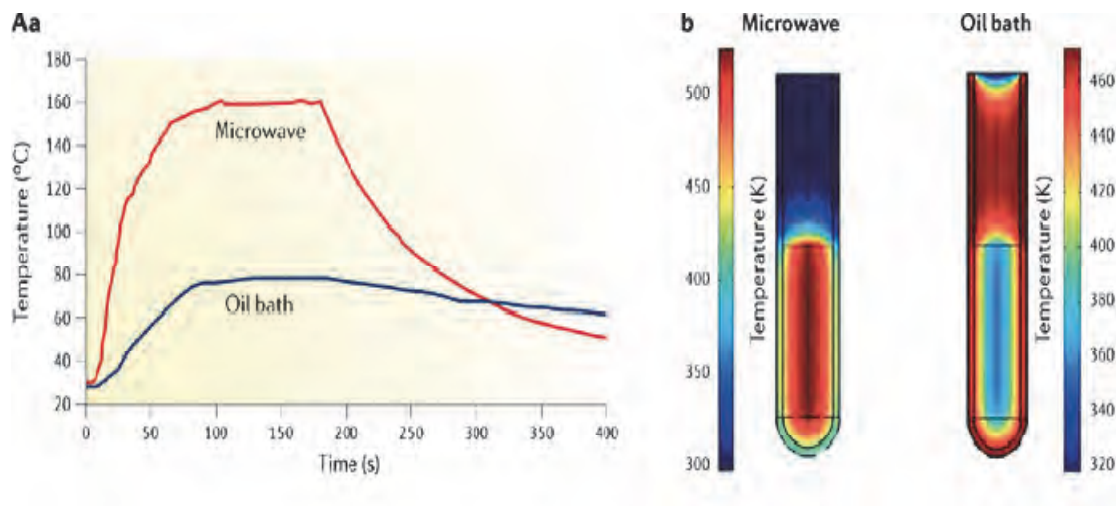 Aa
Temperature (°C)
180
160
140
120
100
80
60
40
20
Microwave
Oil bath
0 50 100 150 200 250 300 350 400
Time (s)
b
Microwave
Oil bath
500
450
400
350
300
Temperature (K)
Temperature (K)
460
440
420
400
380
360
340
320